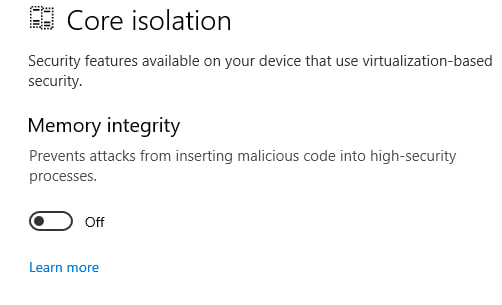 Core isolation
Security features available on your device that use virtualization-based
security.
Memory integrity
Prevents attacks from inserting malicious code into high-security
processes.
Off
Learn more